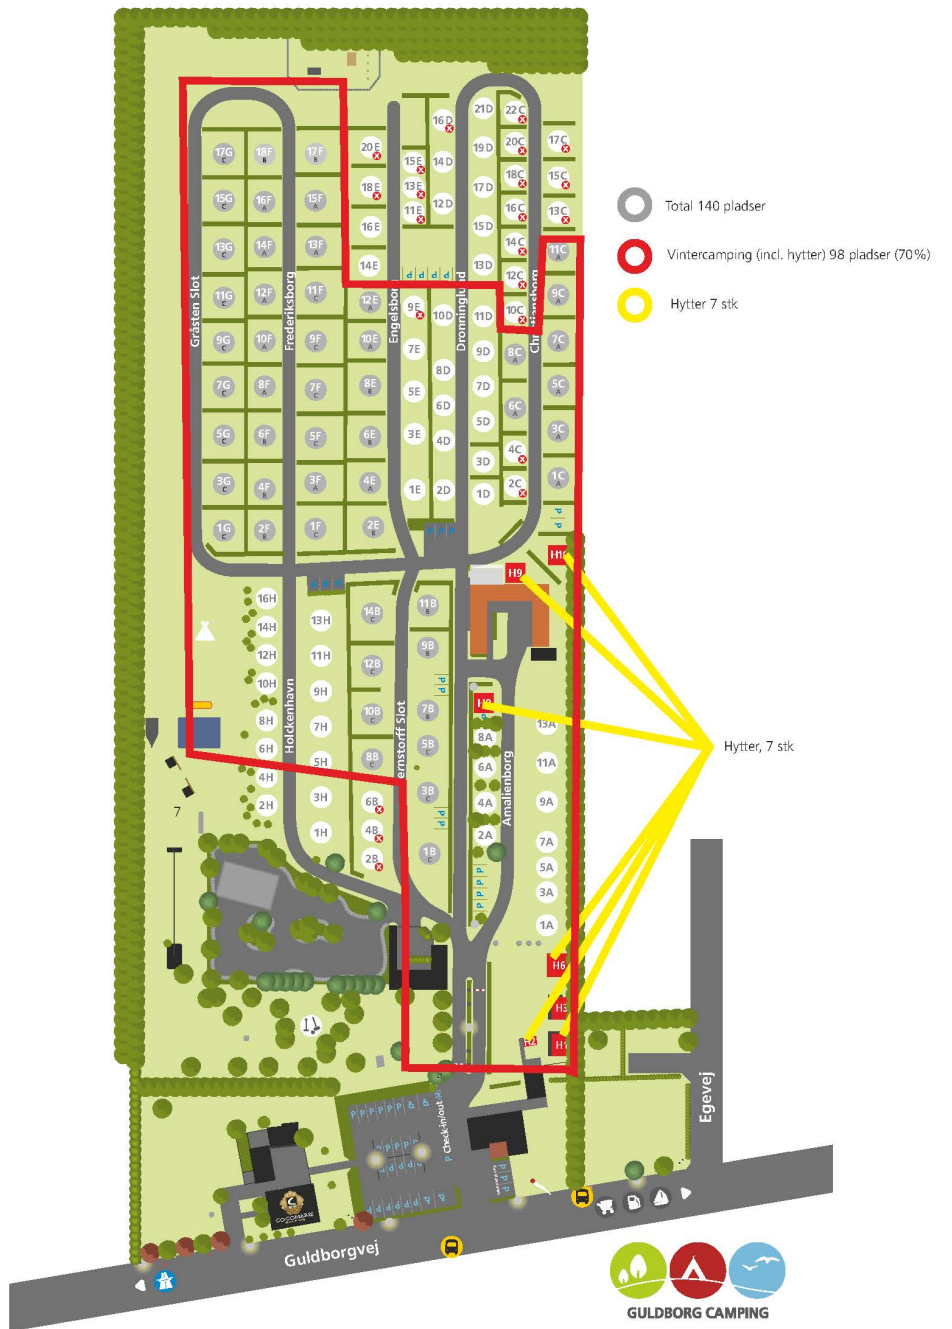 16D
21D
22C
20E
15E
14D
19D
20C
17C
17G
C
18F
B
17F
B
18E
13E
12D
17D
18C
15C
15G
C
16F
A
15F
A
16E
11E
15D
16C
13C
13G
C
14F
A
13F
A
14E
P P P P
13D
14C
11C
A
12C
11G
C
12F
A
11F
C
12E
A
9E
10D
11D
10C
9C
A
Gråsten Slot
Frederiksborg
Dronninglund
9G
C
10F
A
9F
C
10E
A
7E
8D
9D
8C
A
7C
A
7G
C
8F
A
7F
C
8E
B
5E
6D
7D
6C
A
5C
A
5G
C
6F
B
5F
C
6E
B
3E
4D
5D
4C
3C
A
3G
C
4F
B
3F
A
4E
A
1E
2D
3D
1D
2C
1C
A
1G
C
2F
B
1F
C
2E
B
P P P
P
P
H9
P P P
16H
13H
14B
C
11B
B
14H
12H
11H
12B
C
9B
B
10H
9H
P
P
8H
7H
10B
C
7B
B
13A
6H
5H
8B
C
5B
C
8A
11A
Holckenhavn
Amalienborg
4H
3H
6B
3B
C
6A
9A
2H
1H
4B
P
P
4A
7A
2B
1B
C
2A
5A
3A
P P P P
P P P P
1A
7
H6
Total 140 pladser
Vintercamping (incl. hytter) 98 pladser (70%)
Hytter 7 stk
Hytter, 7 stk
Check-in/out
Egevej
COCOMARIE
Guldborgvej
GULDBORG CAMPING